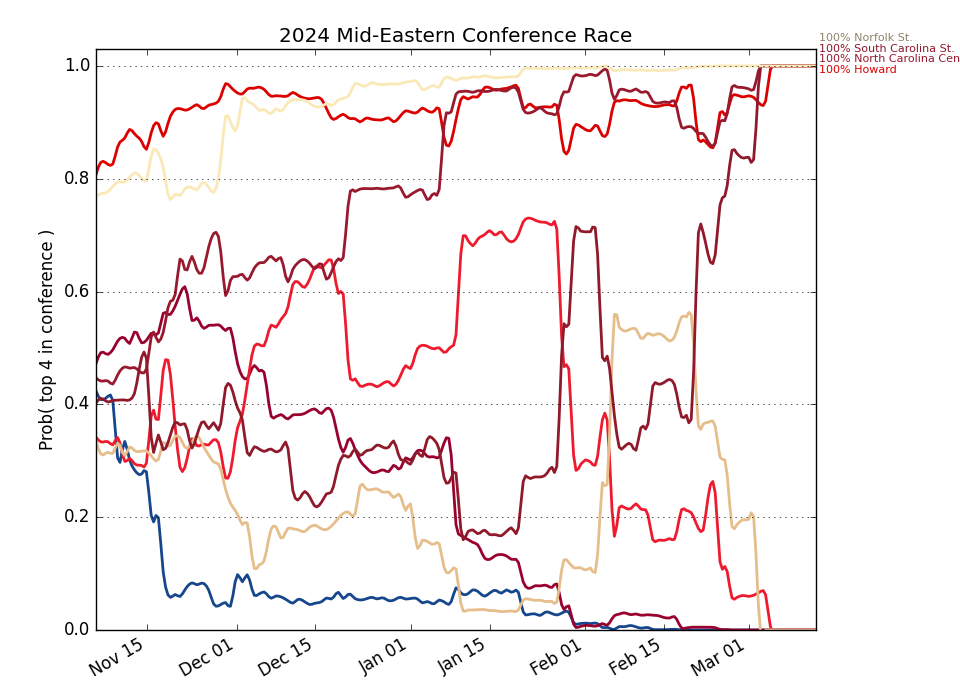 2024 Mid-Eastern Conference Race
100% Norfolk St.
100% South Carolina St.
100% North Carolina Cen
100% Howard
Prob( top 4 in conference )
1.0
0.8
0.6
0.4
0.2
0.0
Nov 15
Dec 01
Dec 15
Jan 01
Jan 15
Feb 01
Feb 15
Mar 01